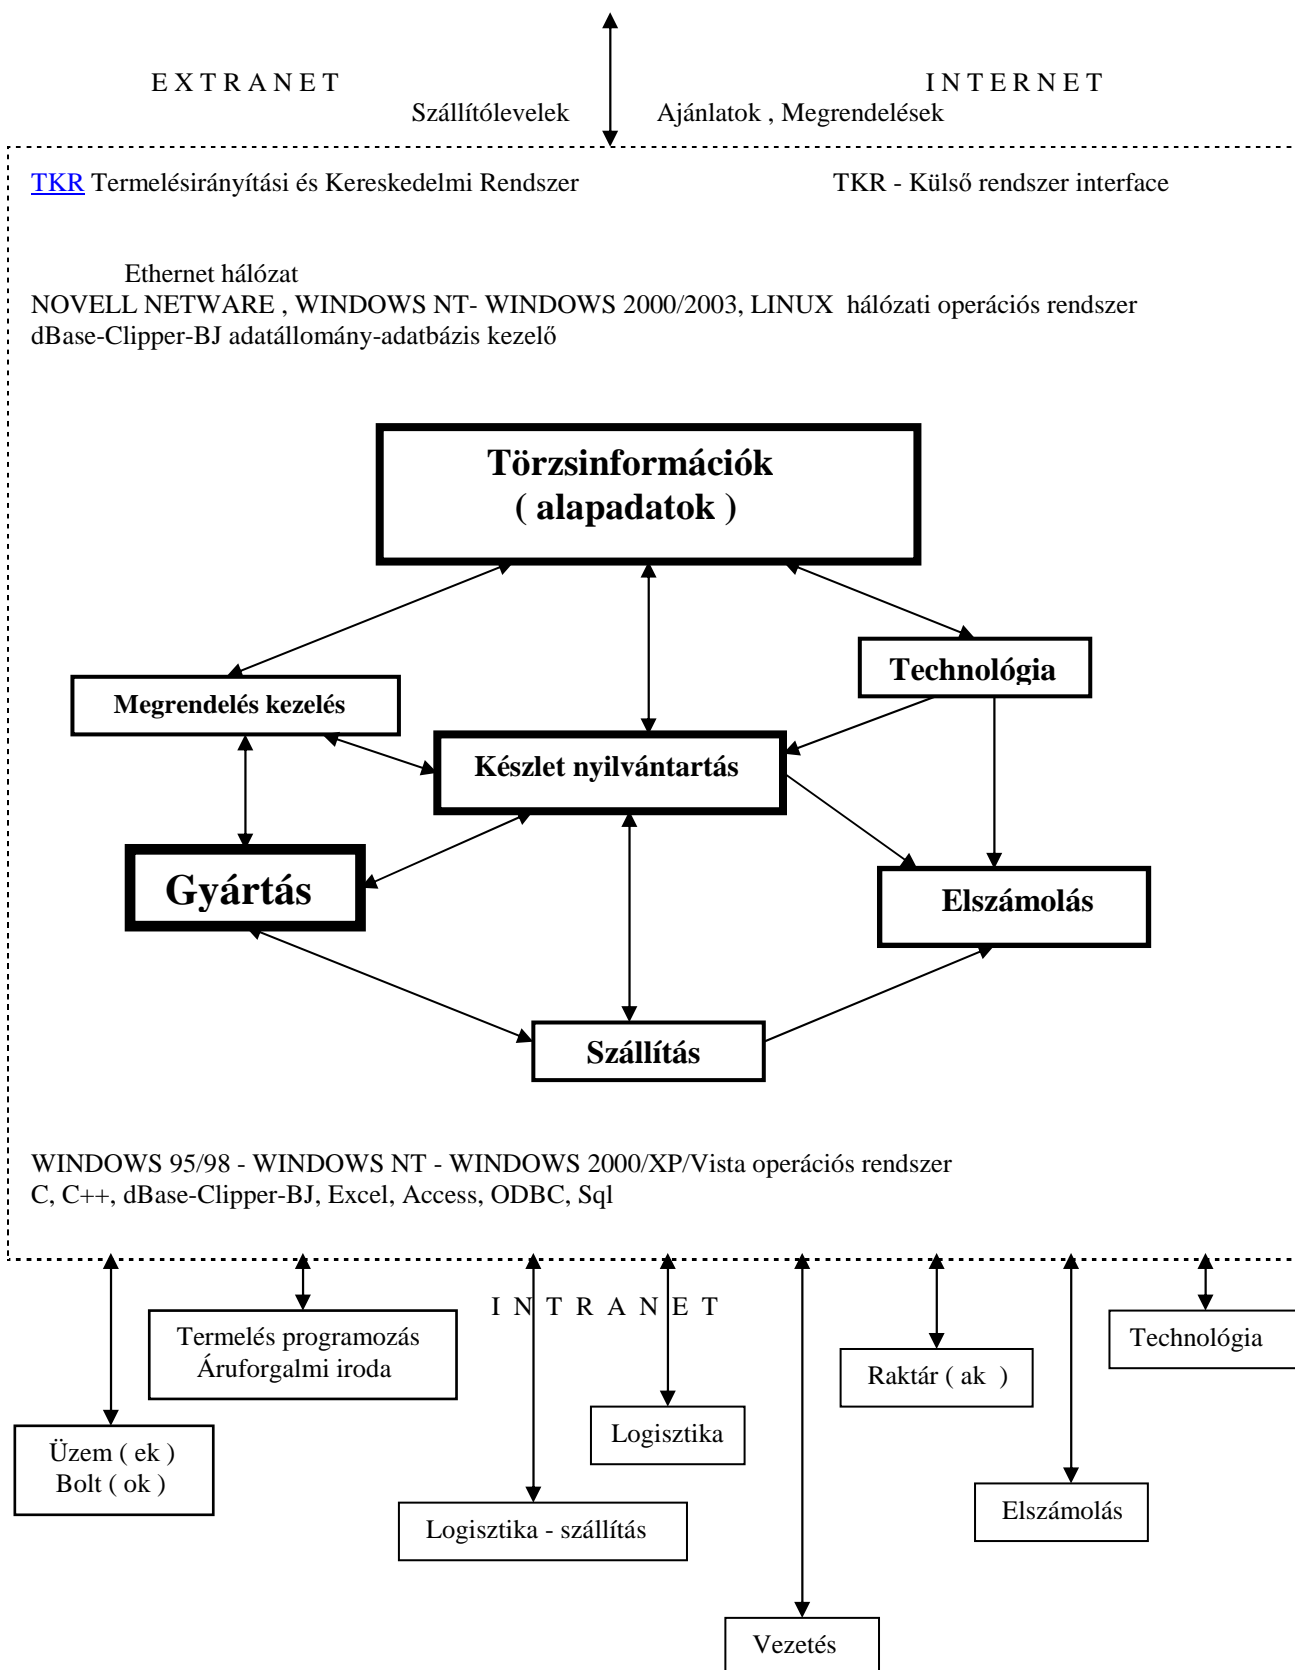 E X T R A N E T
I N T E R N E T
Szállítólevelek
Ajánlatok , Megrendelések
TKR Termelésirányítási és Kereskedelmi Rendszer
TKR - Külső rendszer interface
Ethernet hálózat
NOVELL NETWARE , WINDOWS NT- WINDOWS 2000/2003, LINUX hálózati operációs rendszer
dBase-Clipper-BJ adatállomány-adatbázis kezelő
Törzsinformációk
( alapadatok )
Technológia
Megrendelés kezelés
Készlet nyilvántartás
Gyártás
Elszámolás
Szállítás
WINDOWS 95/98 - WINDOWS NT - WINDOWS 2000/XP/Vista operációs rendszer
C, C++, dBase-Clipper-BJ, Excel, Access, ODBC, Sql
I N T R A N E T
Termelés programozás
Áruforgalmi iroda
Technológia
Raktár ( ak )
Logisztika
Üzem ( ek )
Bolt ( ok )
Elszámolás
Logisztika - szállítás
Vezetés